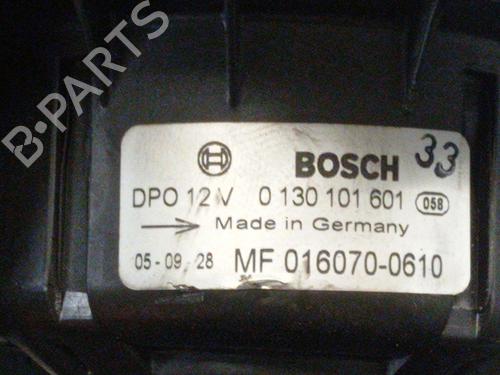 B-PARTS
BOSCH 33
DPO 12 V 0 130 101 601 058
Made in Germany
05-09-28 MF 016070-0610